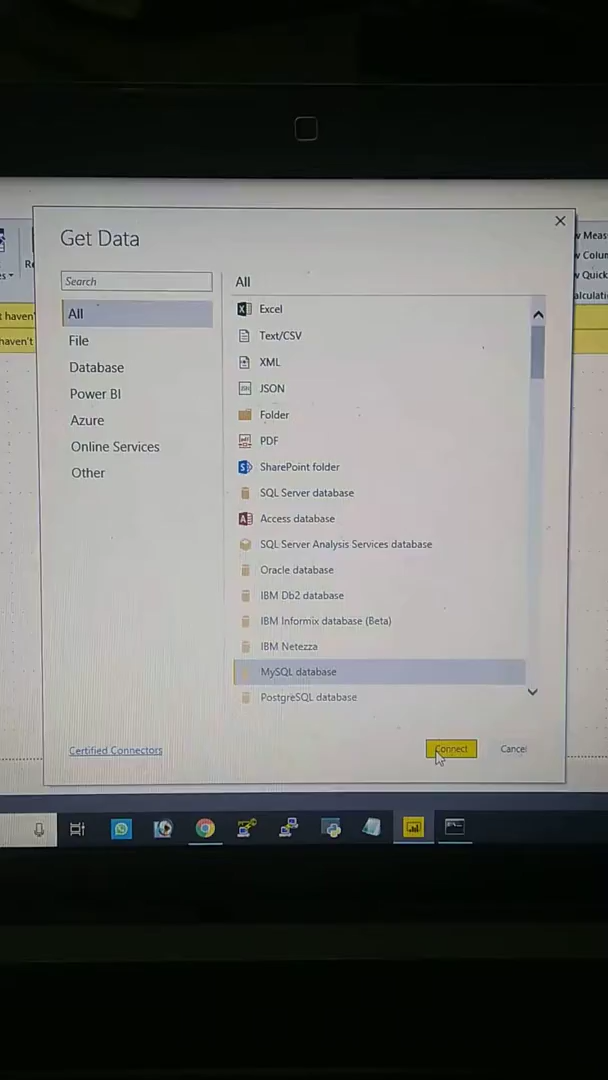 Get Data
Search
All
File
Database
Power BI
Azure
Online Services
Other
All
Excel
Text/CSV
XML
JSON
Folder
PDF
SharePoint folder
SQL Server database
Access database
SQL Server Analysis Services database
Oracle database
IBM Db2 database
IBM Informix database (Beta)
IBM Netezza
MySQL database
PostgreSQL database
Certified Connectors
Connect
Cancel
haven't